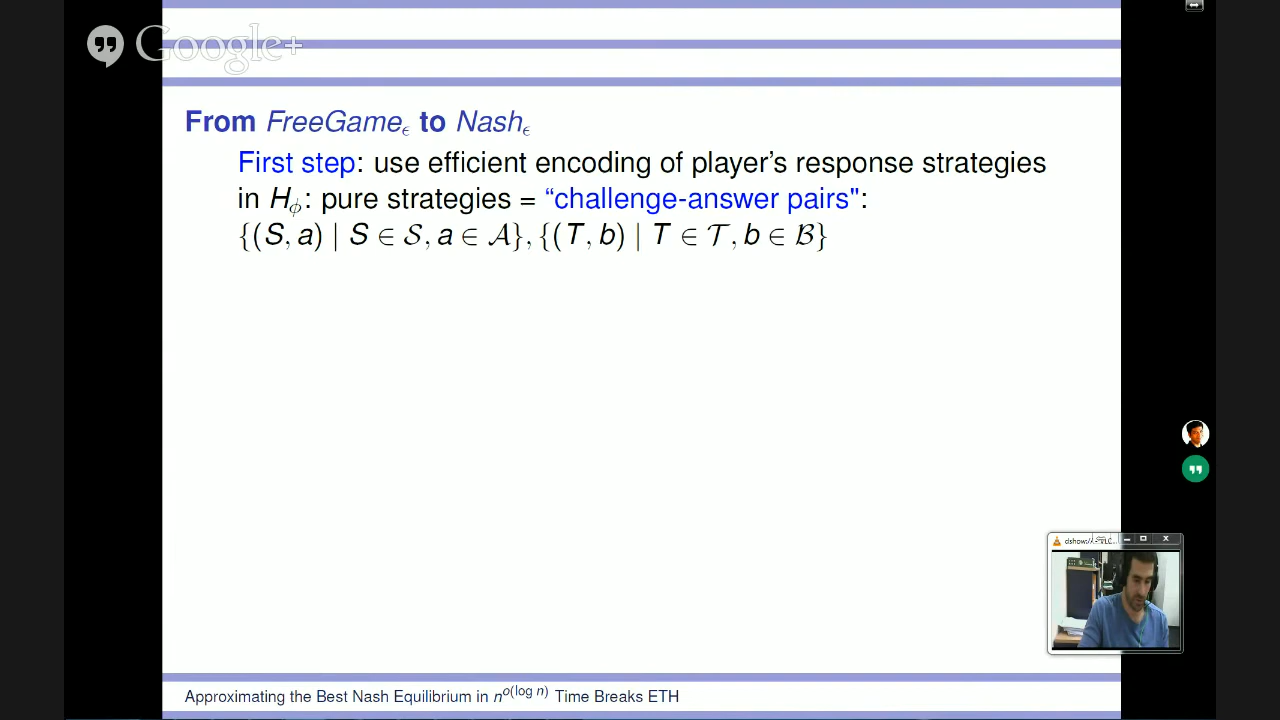 Google+
From FreeGame_ϵ to Nash_ϵ
First step: use efficient encoding of player's response strategies
in H_ϕ: pure strategies = “challenge-answer pairs":
{(S, a) | S ∈ 𝒮, a ∈ 𝒜}, {(T, b) | T ∈ 𝒯, b ∈ ℬ}
Approximating the Best Nash Equilibrium in n^{o(log n)} Time Breaks ETH